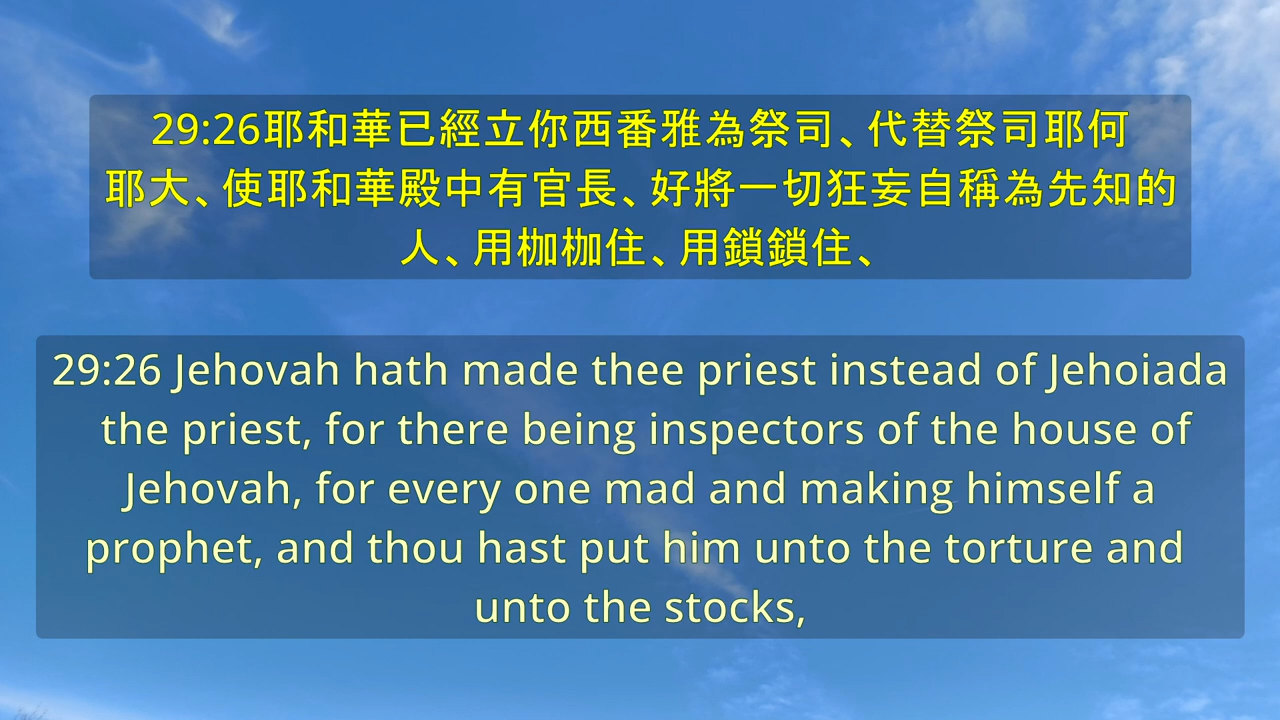 29:26耶和華已經立你西番雅為祭司、代替祭司耶何
耶大、使耶和華殿中有官長、好將一切狂妄自稱為先知的
人、用枷枷住、用鎖鎖住、
29:26 Jehovah hath made thee priest instead of Jehoiada
the priest, for there being inspectors of the house of
Jehovah, for every one mad and making himself a
prophet, and thou hast put him unto the torture and
unto the stocks,